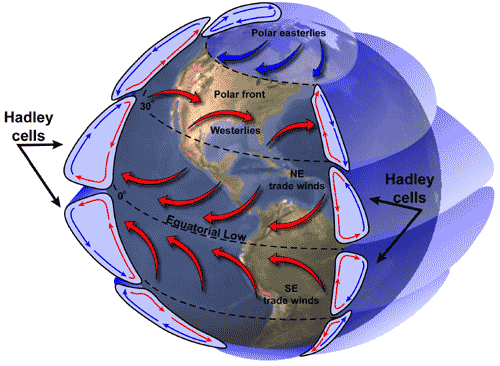 Polar easterlies
Polar front
30°
Westerlies
Hadley
cells
NE
trade winds
Hadley
cells
0°
Equatorial Low
SE
trade winds